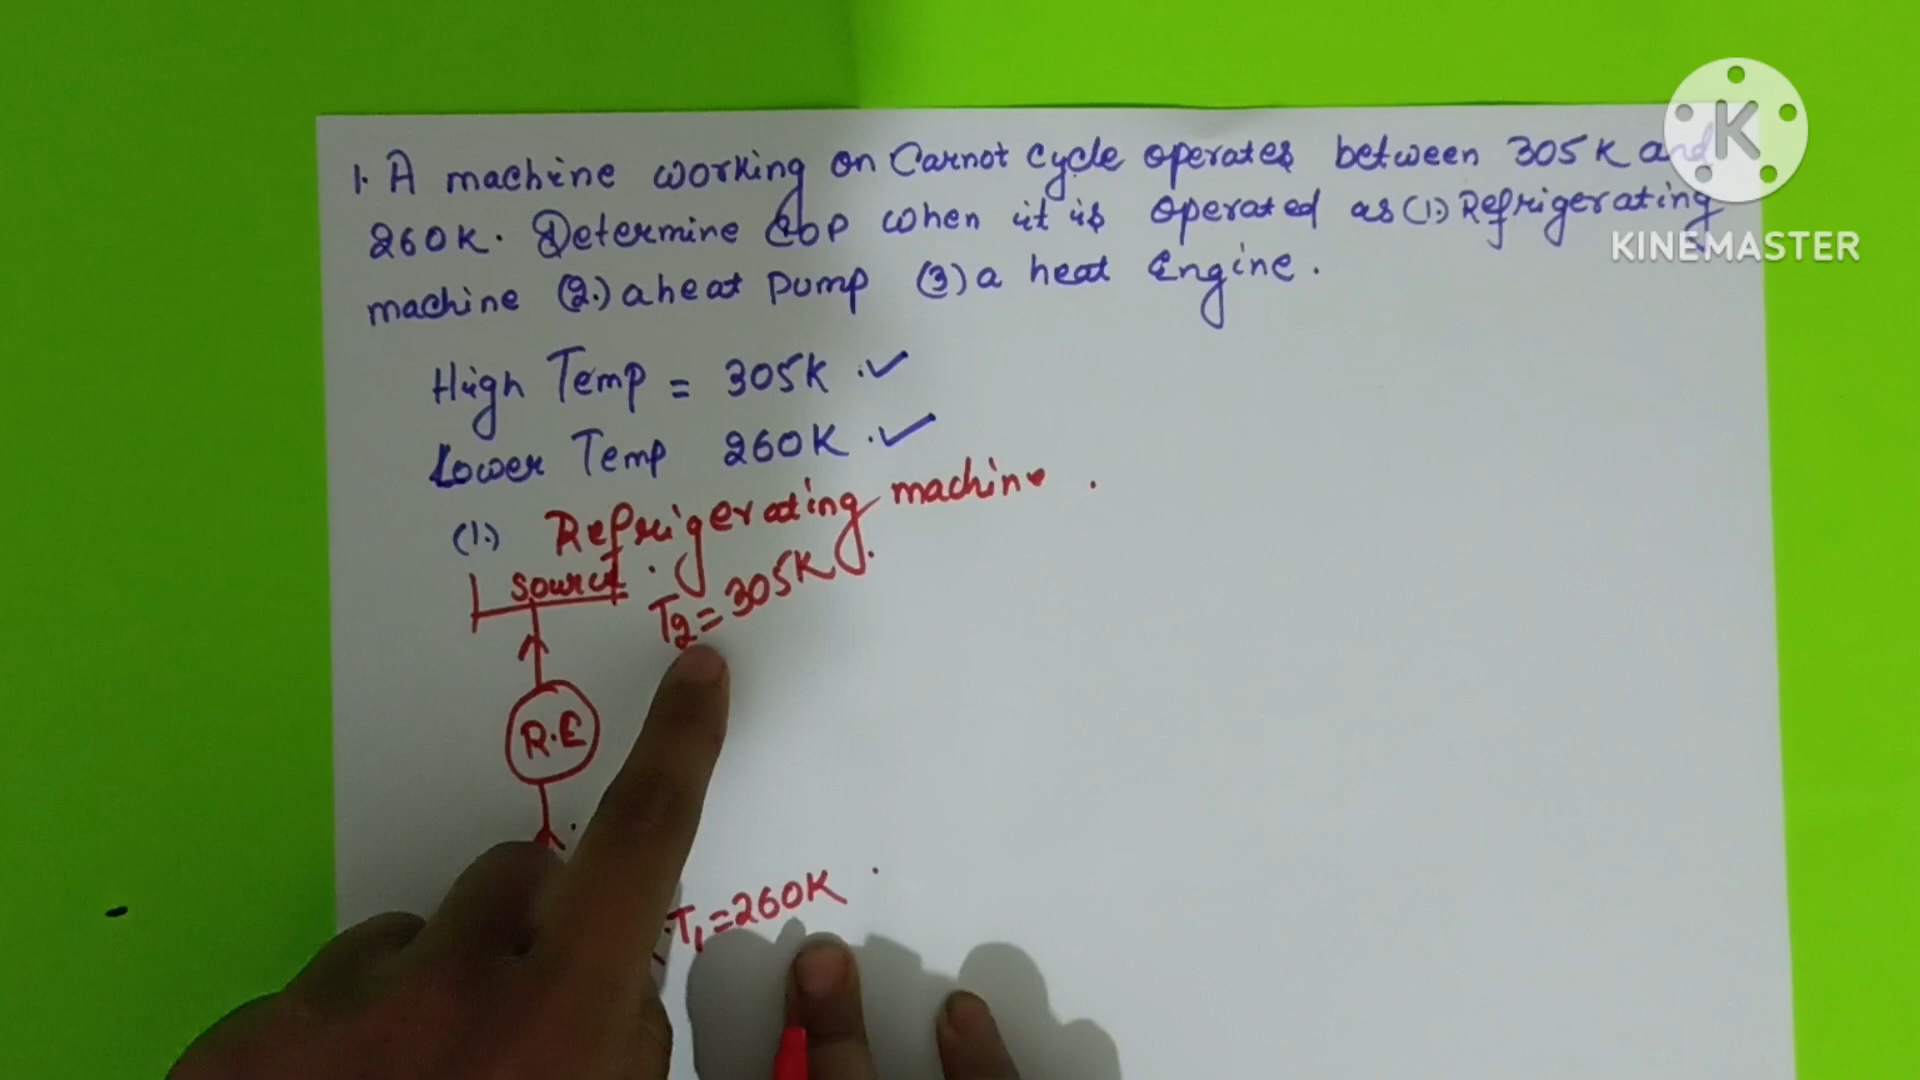 1. A machine working on Carnot cycle operates between 305K and
260K. Determine COP when it is operated as (1.) Refrigerating
machine (2.) a heat pump (3) a heat Engine.
High Temp = 305K.
Lower Temp 260K.
(1.) Refrigerating machine.
source.
T2=305K.
R.E
T1=260K
K
KINEMASTER